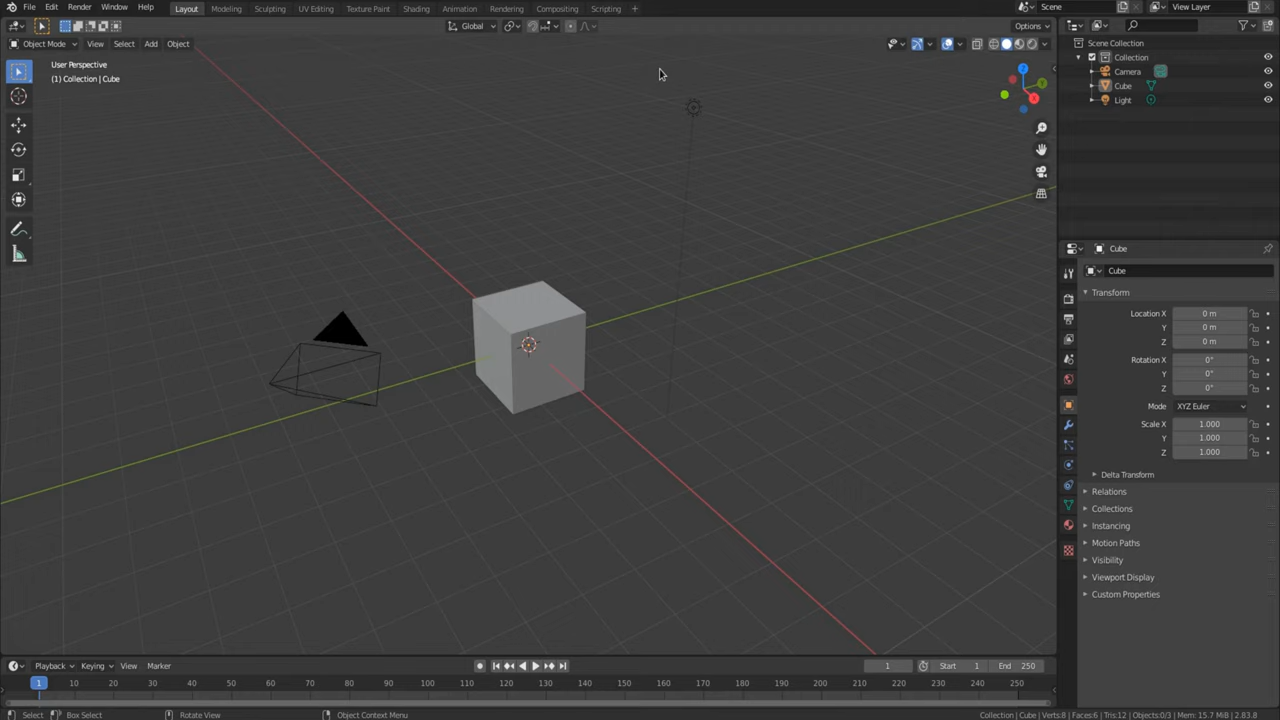 File Edit Render Window Help Layout Modeling Sculpting UV Editing Texture Paint Shading Animation Rendering Compositing Scripting + Scene View Layer
Global Options
Object Mode View Select Add Object
User Perspective
(1) Collection | Cube
Scene Collection
Collection
Camera
Cube
Light
Cube
Cube
Transform
Location X 0 m
Y 0 m
Z 0 m
Rotation X 0°
Y 0°
Z 0°
Mode XYZ Euler
Scale X 1.000
Y 1.000
Z 1.000
Delta Transform
Relations
Collections
Instancing
Motion Paths
Visibility
Viewport Display
Custom Properties
Playback Keying View Marker 1 Start 1 End 250
1 10 20 30 40 50 60 70 80 90 100 110 120 130 140 150 160 170 180 190 200 210 220 230 240 250
Select Box Select Rotate View Object Context Menu Collection | Cube | Verts:8 | Faces:6 | Tris:12 | Objects:0/3 | Mem: 15.7 MiB | 2.83.8